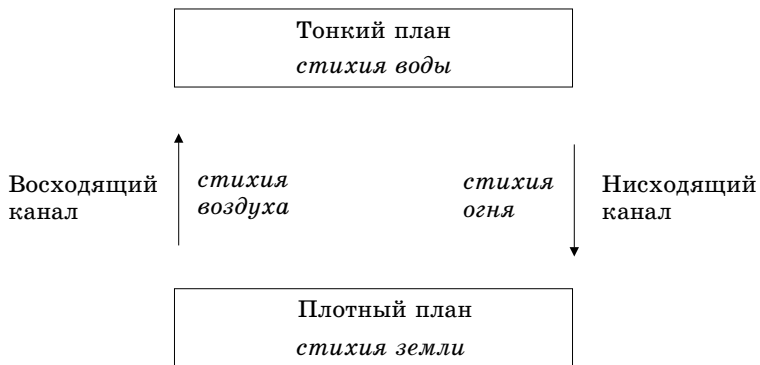 Тонкий план
стихия воды
Восходящий
канал
стихия
воздуха
стихия
огня
Нисходящий
канал
Плотный план
стихия земли